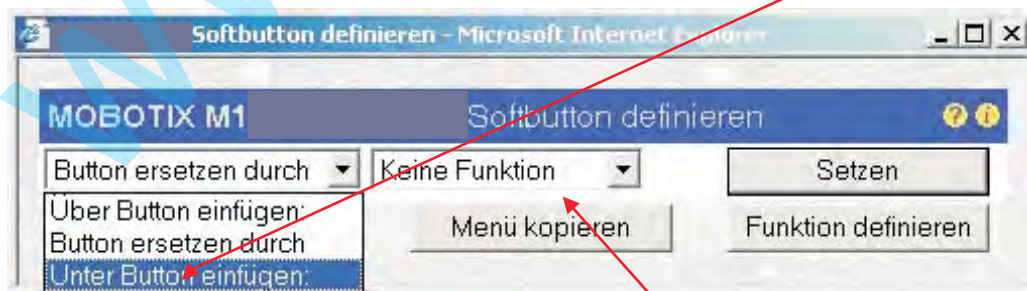 Softbutton definieren - Microsoft Internet Explorer
MOBOTIX M1 Softbutton definieren
Button ersetzen durch Keine Funktion Setzen
Über Button einfügen:
Button ersetzen durch Menü kopieren Funktion definieren
Unter Button einfügen: